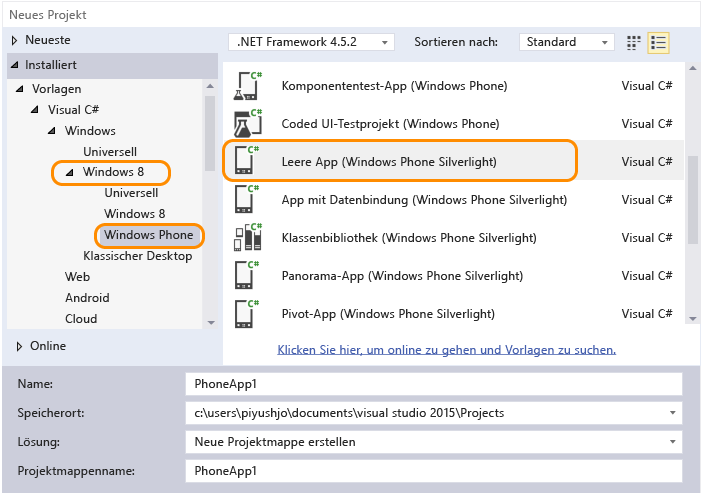 Neues Projekt
Neueste
.NET Framework 4.5.2
Sortieren nach:
Standard
Installiert
Vorlagen
Visual C#
Windows
Universell
Windows 8
Universell
Windows 8
Windows Phone
Klassischer Desktop
Web
Android
Cloud
Online
C# Komponententest-App (Windows Phone) Visual C#
C# Coded UI-Testprojekt (Windows Phone) Visual C#
C# Leere App (Windows Phone Silverlight) Visual C#
C# App mit Datenbindung (Windows Phone Silverlight) Visual C#
C# Klassenbibliothek (Windows Phone Silverlight) Visual C#
C# Panorama-App (Windows Phone Silverlight) Visual C#
C# Pivot-App (Windows Phone Silverlight) Visual C#
Klicken Sie hier, um online zu gehen und Vorlagen zu suchen.
Name: PhoneApp1
Speicherort: c:\users\piyushjo\documents\visual studio 2015\Projects
Lösung: Neue Projektmappe erstellen
Projektmappenname: PhoneApp1